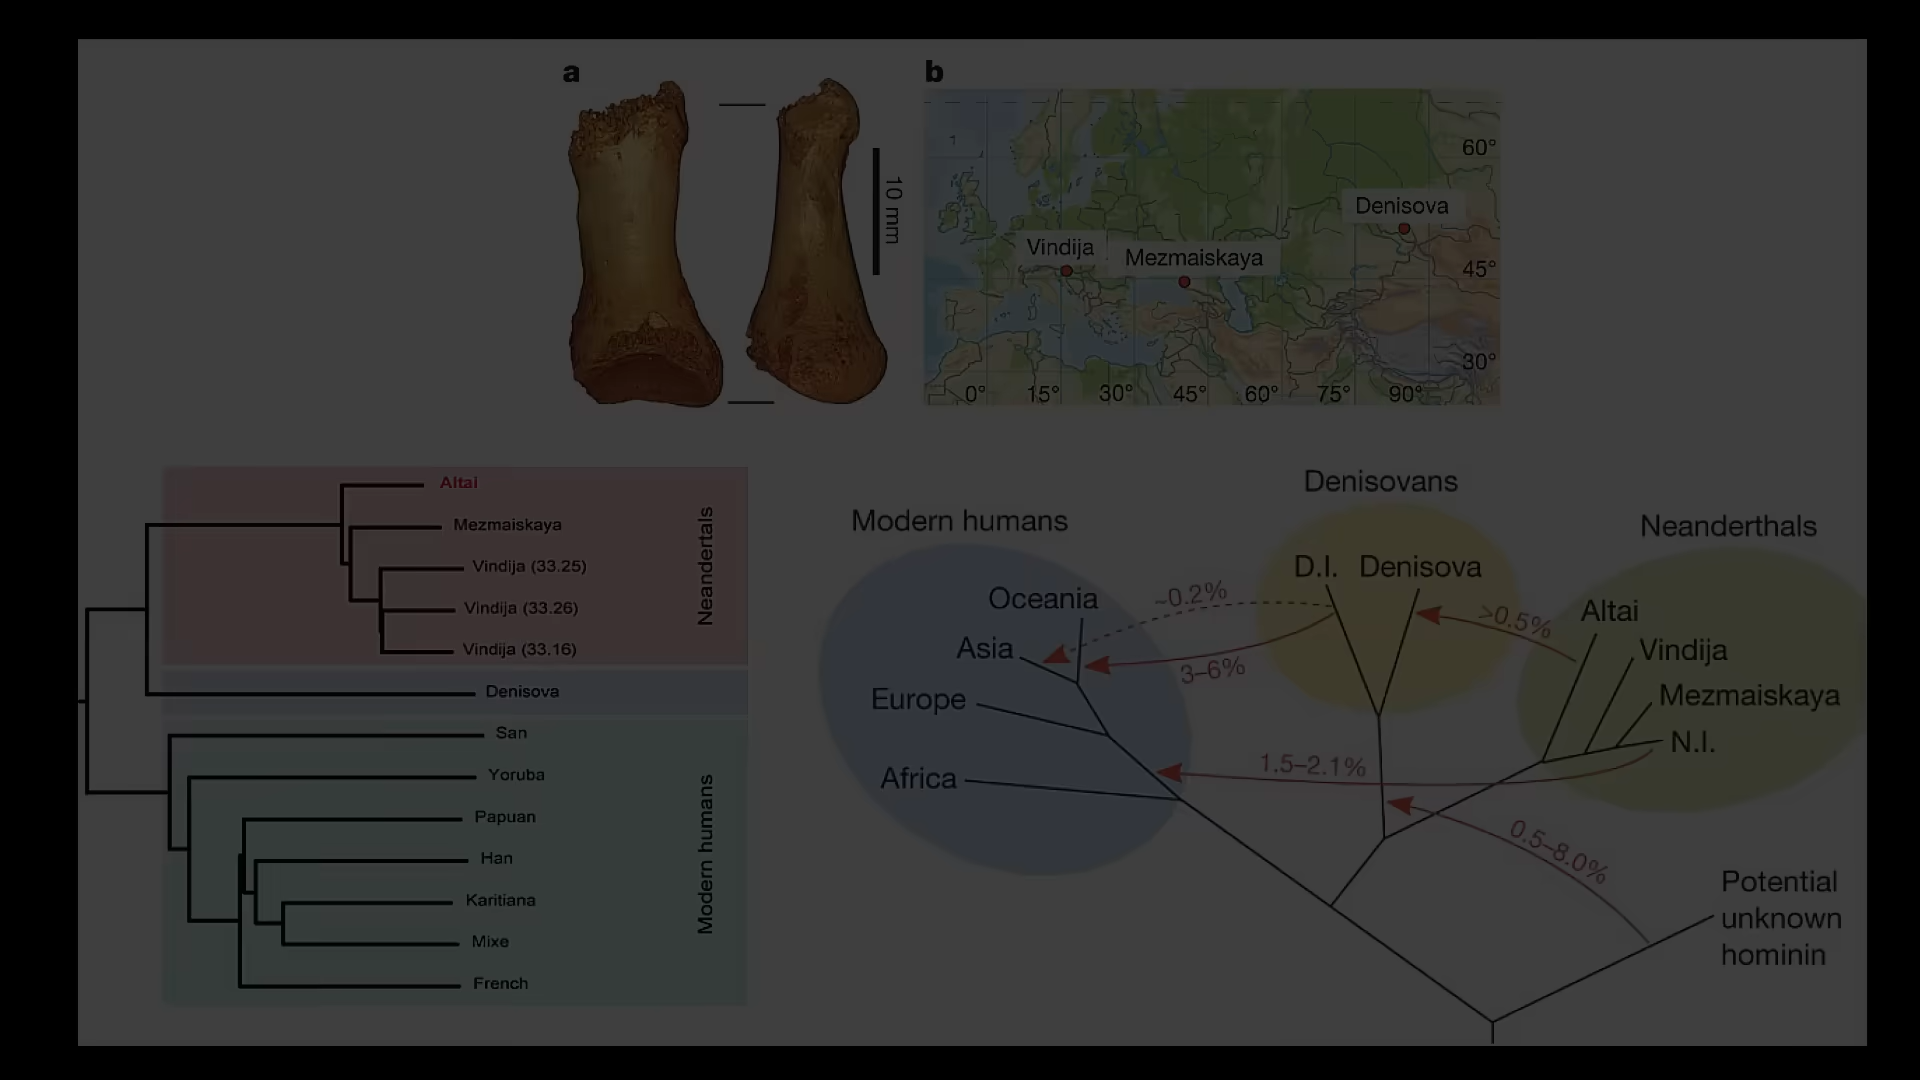 a
10 mm
b
60°
Denisova
Vindija
Mezmaiskaya
45°
30°
0° 15° 30° 45° 60° 75° 90°
Altai
Mezmaiskaya
Vindija (33.25)
Vindija (33.26)
Vindija (33.16)
Neandertals
Denisova
San
Yoruba
Papuan
Han
Karitiana
Mixe
French
Modern humans
Denisovans
Modern humans
Neanderthals
D.I. Denisova
Oceania
~0.2%
>0.5%
Altai
Asia
Vindija
3–6%
Europe
Mezmaiskaya
N.I.
1.5–2.1%
Africa
0.5–8.0%
Potential
unknown
hominin